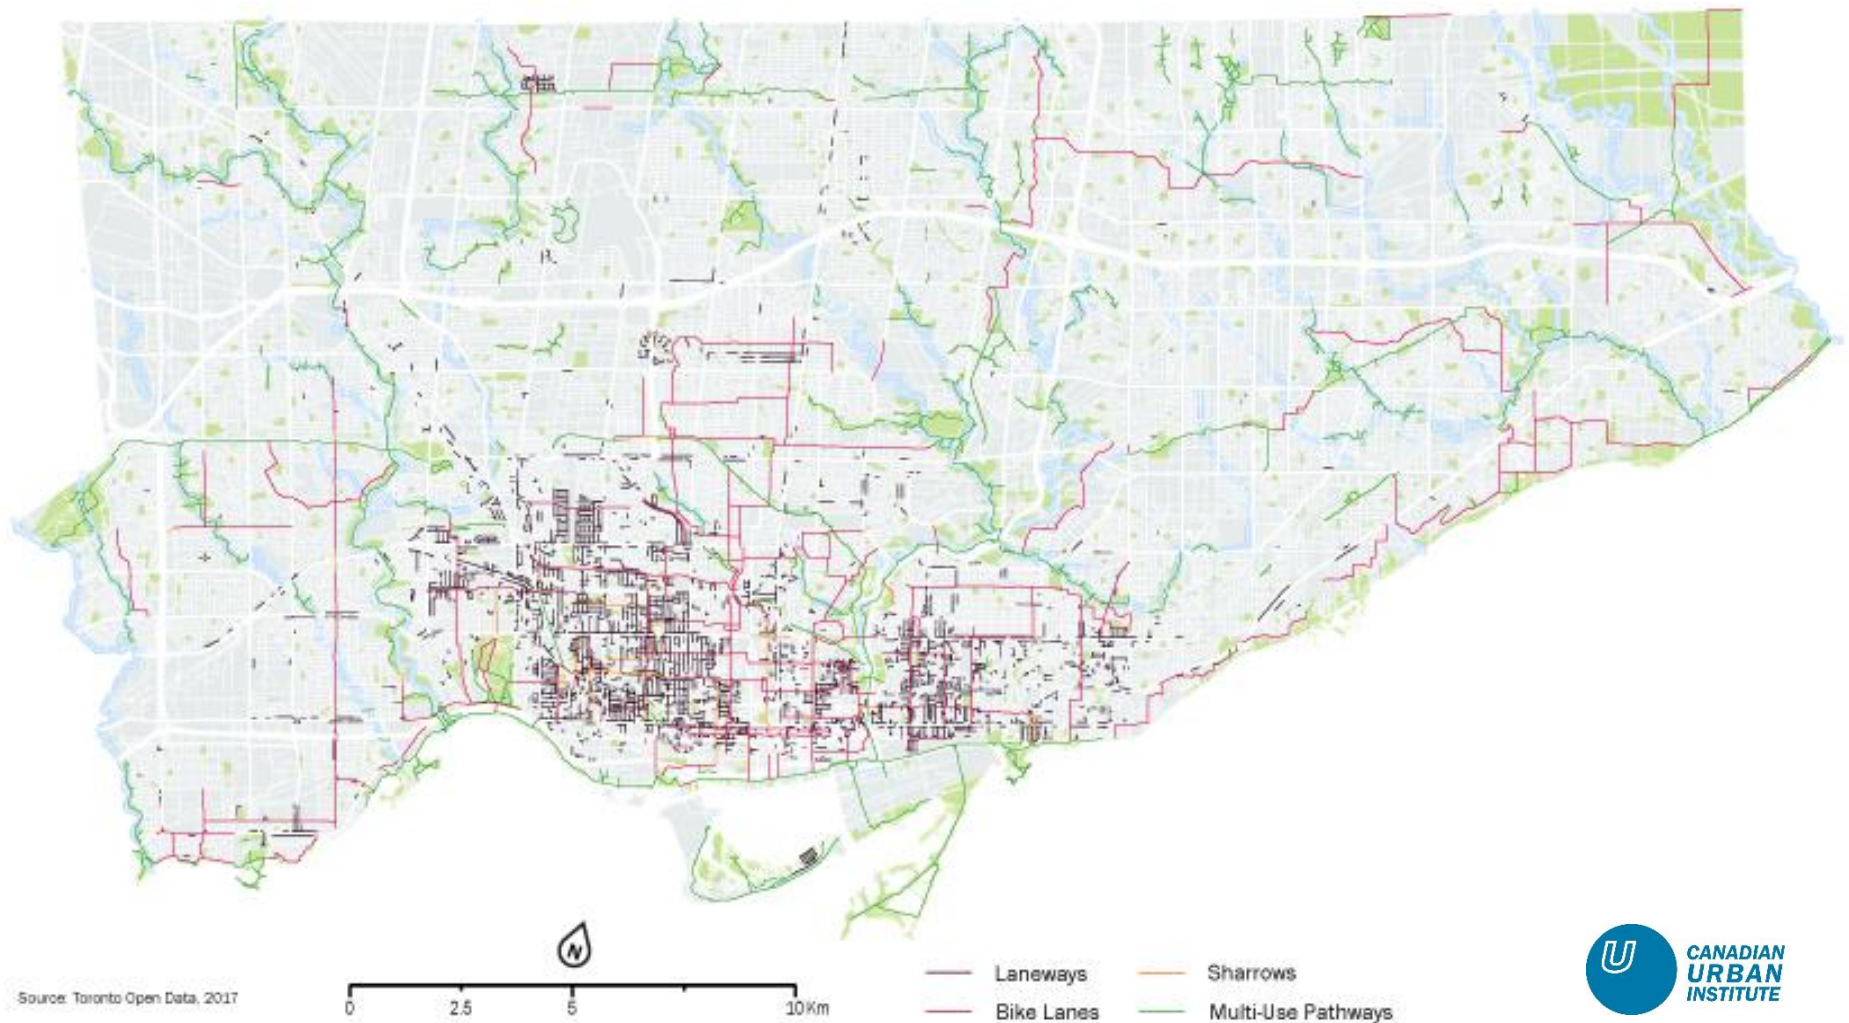 N
Source: Toronto Open Data, 2017
0 2.5 5 10 Km
Laneways
Sharrows
Bike Lanes
Multi-Use Pathways
U
CANADIAN
URBAN
INSTITUTE